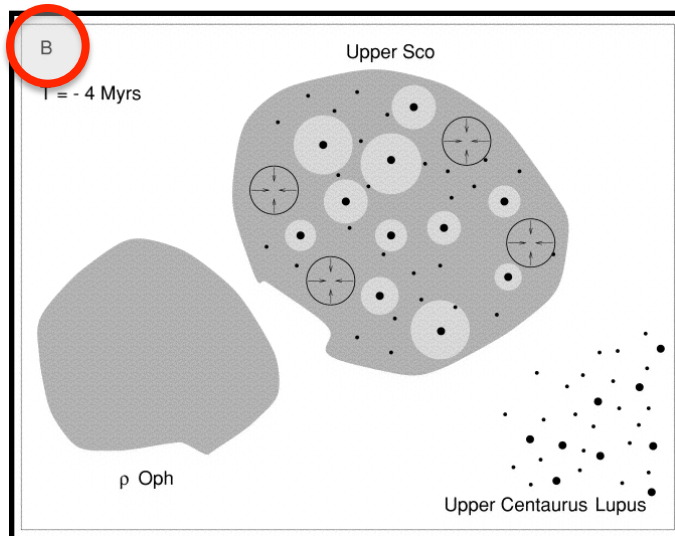 B
Upper Sco
T = - 4 Myrs
ρ Oph
Upper Centaurus Lupus